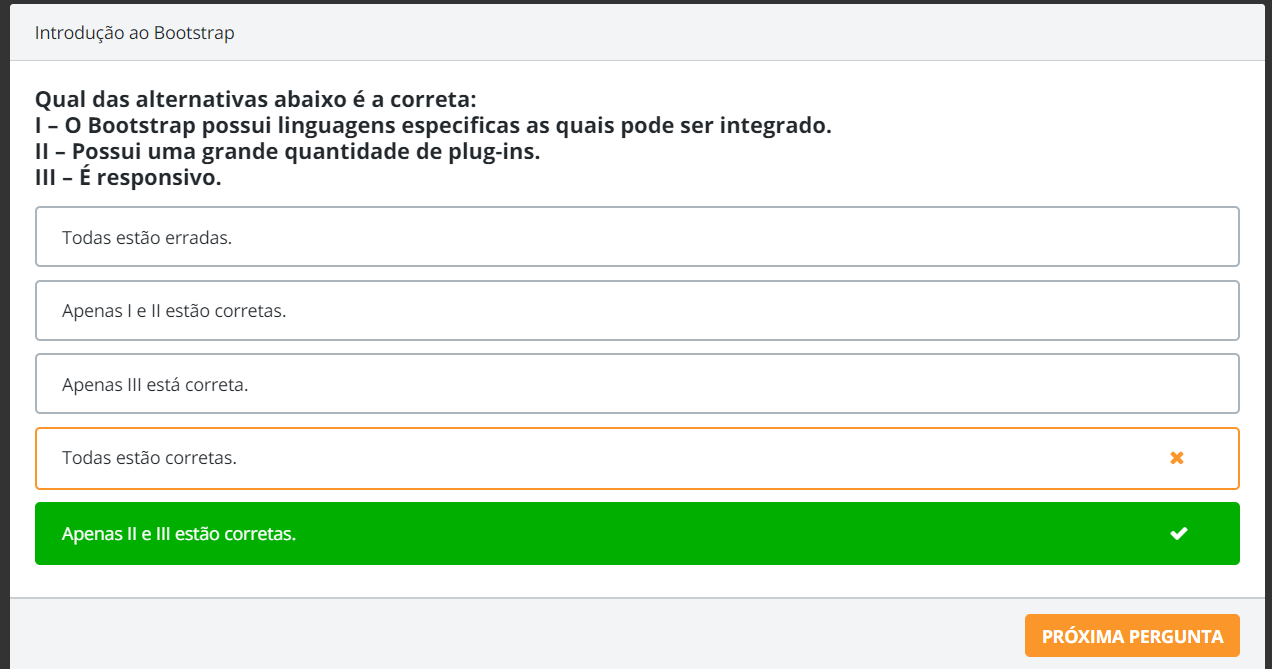 Introdução ao Bootstrap
Qual das alternativas abaixo é a correta:
I – O Bootstrap possui linguagens especificas as quais pode ser integrado.
II – Possui uma grande quantidade de plug-ins.
III – É responsivo.
Todas estão erradas.
Apenas I e II estão corretas.
Apenas III está correta.
Todas estão corretas.
Apenas II e III estão corretas.
PRÓXIMA PERGUNTA